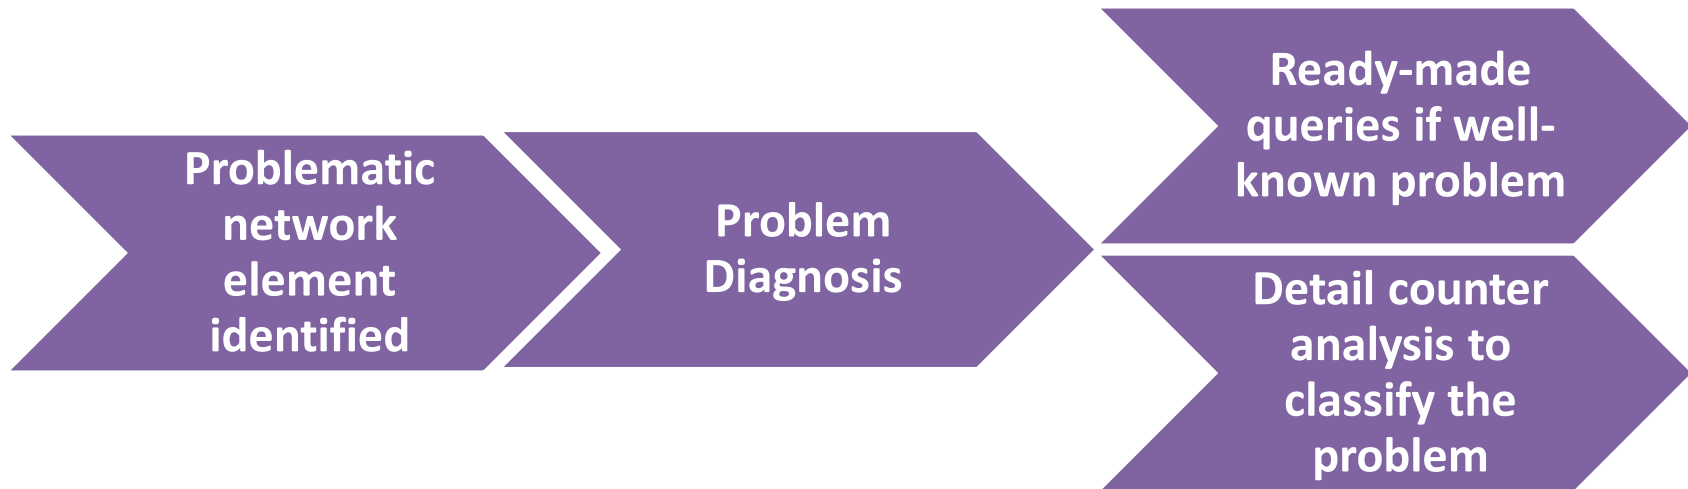 Problematic
network
element
identified
Problem
Diagnosis
Ready-made
queries if well-
known problem
Detail counter
analysis to
classify the
problem